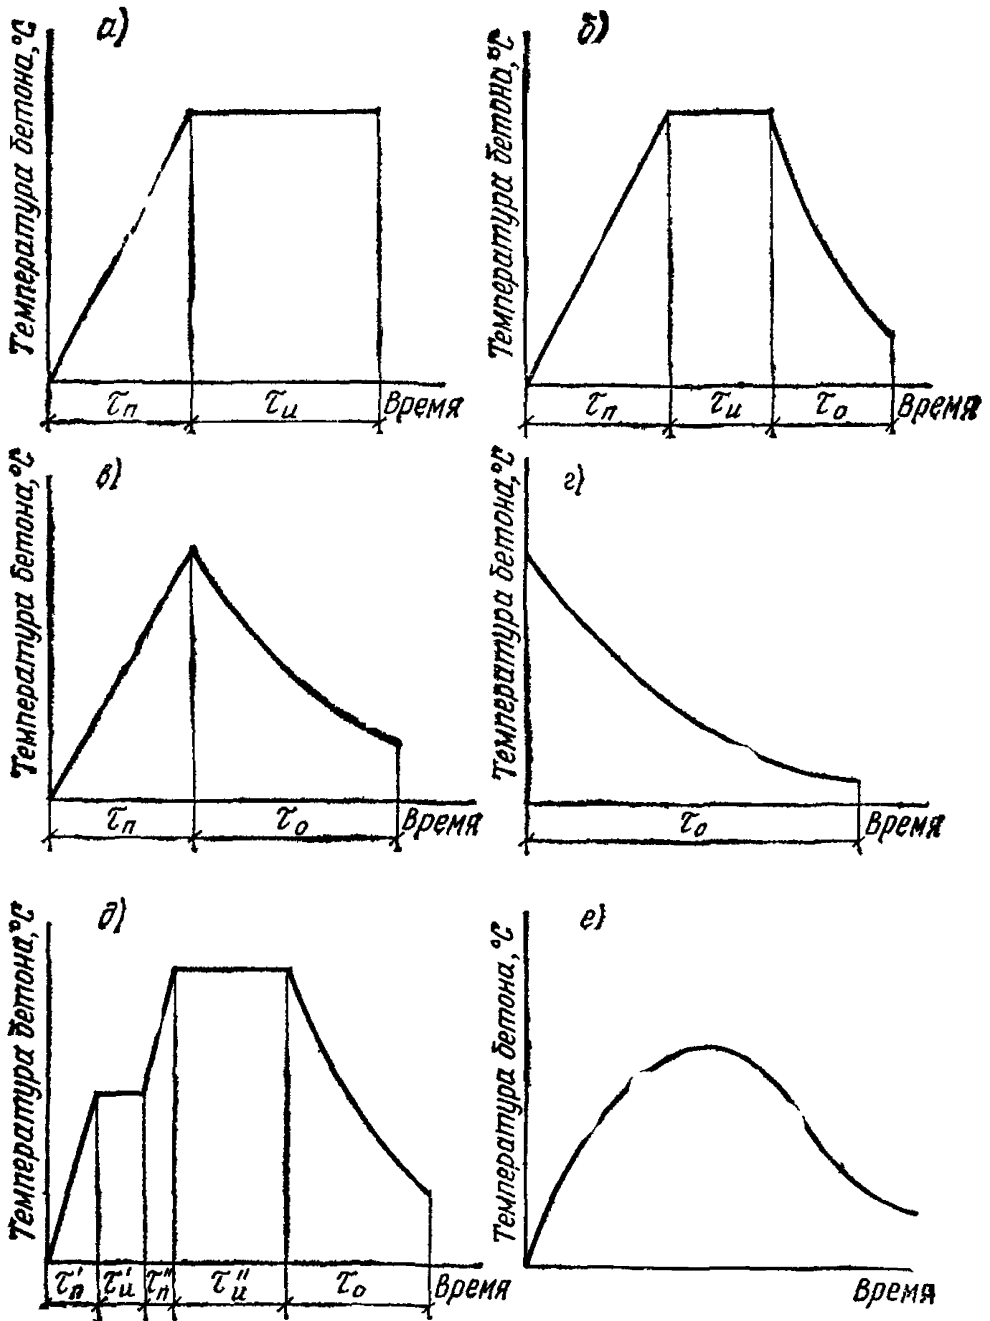 а)
Температура бетона,°С
τп
τи
Время
б)
Температура бетона,°С
τп
τи
τо
Время
в)
Температура бетона,°С
τп
τо
Время
г)
Температура бетона,°С
τо
Время
д)
Температура бетона,°С
τ'п
τ'и
τ"п
τ"и
τо
Время
е)
Температура бетона,°С
Время